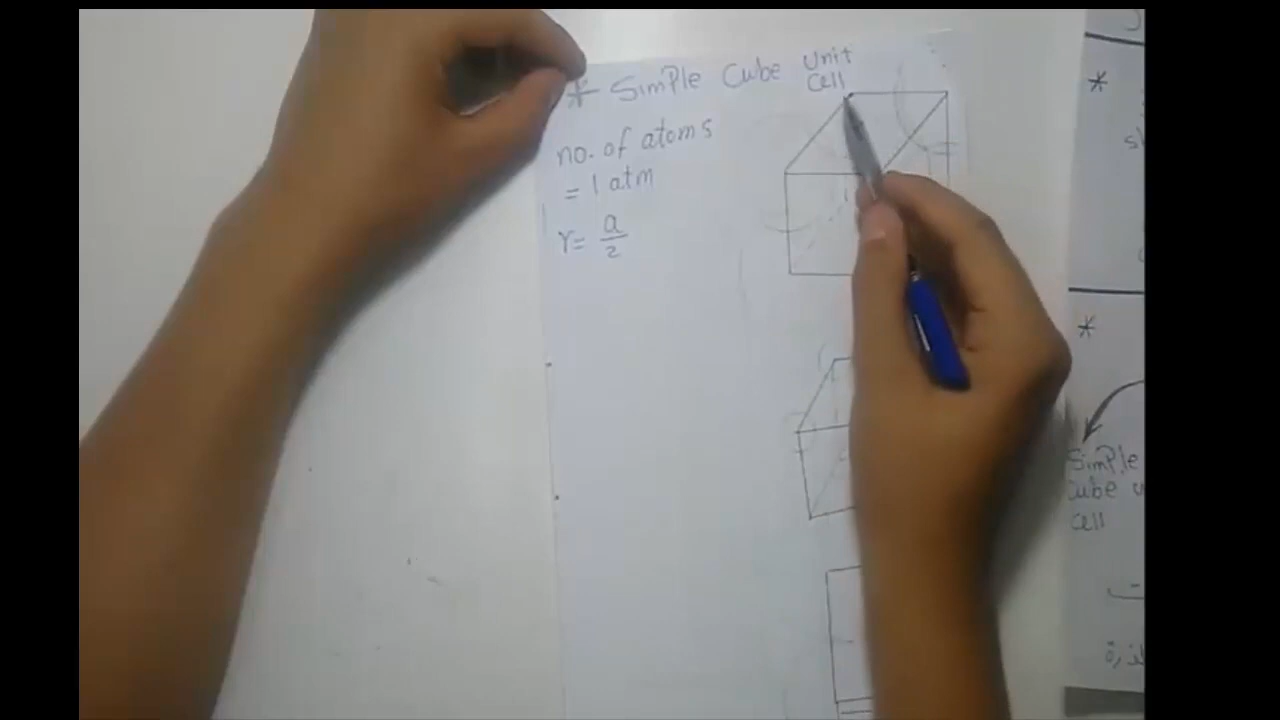 * Simple Cube Unit Cell
no. of atoms
= 1 atm
r = a/2
*
*
Simple
Cube u
Cell